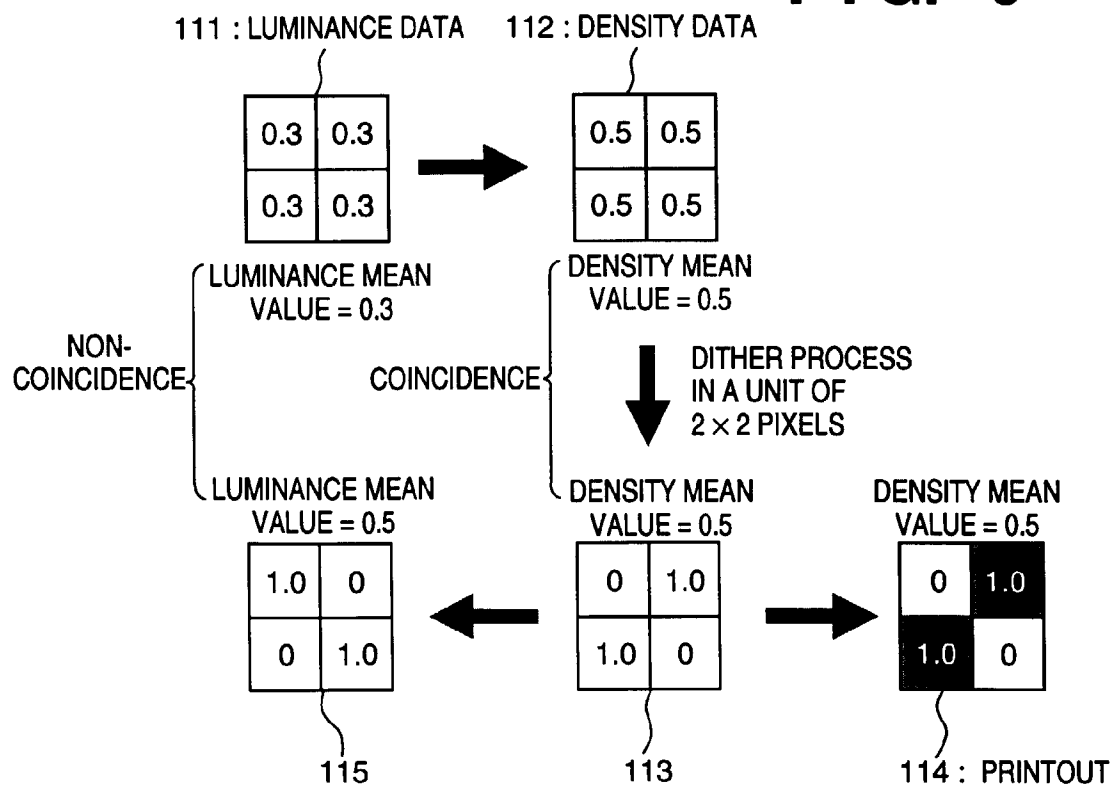 111 : LUMINANCE DATA
112 : DENSITY DATA
0.3 0.3
0.3 0.3
0.5 0.5
0.5 0.5
LUMINANCE MEAN
VALUE = 0.3
DENSITY MEAN
VALUE = 0.5
NON-
COINCIDENCE
COINCIDENCE
DITHER PROCESS
IN A UNIT OF
2 × 2 PIXELS
LUMINANCE MEAN
VALUE = 0.5
DENSITY MEAN
VALUE = 0.5
DENSITY MEAN
VALUE = 0.5
1.0 0
0 1.0
0 1.0
1.0 0
0 1.0
1.0 0
115
113
114 : PRINTOUT